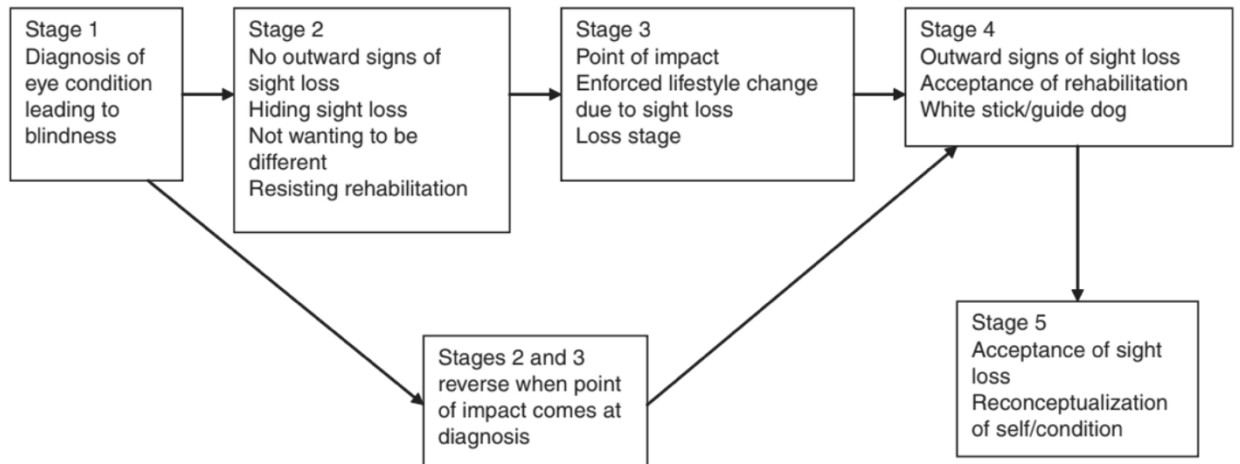 Stage 1
Diagnosis of
eye condition
leading to
blindness
Stage 2
No outward signs of
sight loss
Hiding sight loss
Not wanting to be
different
Resisting rehabilitation
Stage 3
Point of impact
Enforced lifestyle change
due to sight loss
Loss stage
Stage 4
Outward signs of sight loss
Acceptance of rehabilitation
White stick/guide dog
Stages 2 and 3
reverse when point
of impact comes at
diagnosis
Stage 5
Acceptance of sight
loss
Reconceptualization
of self/condition